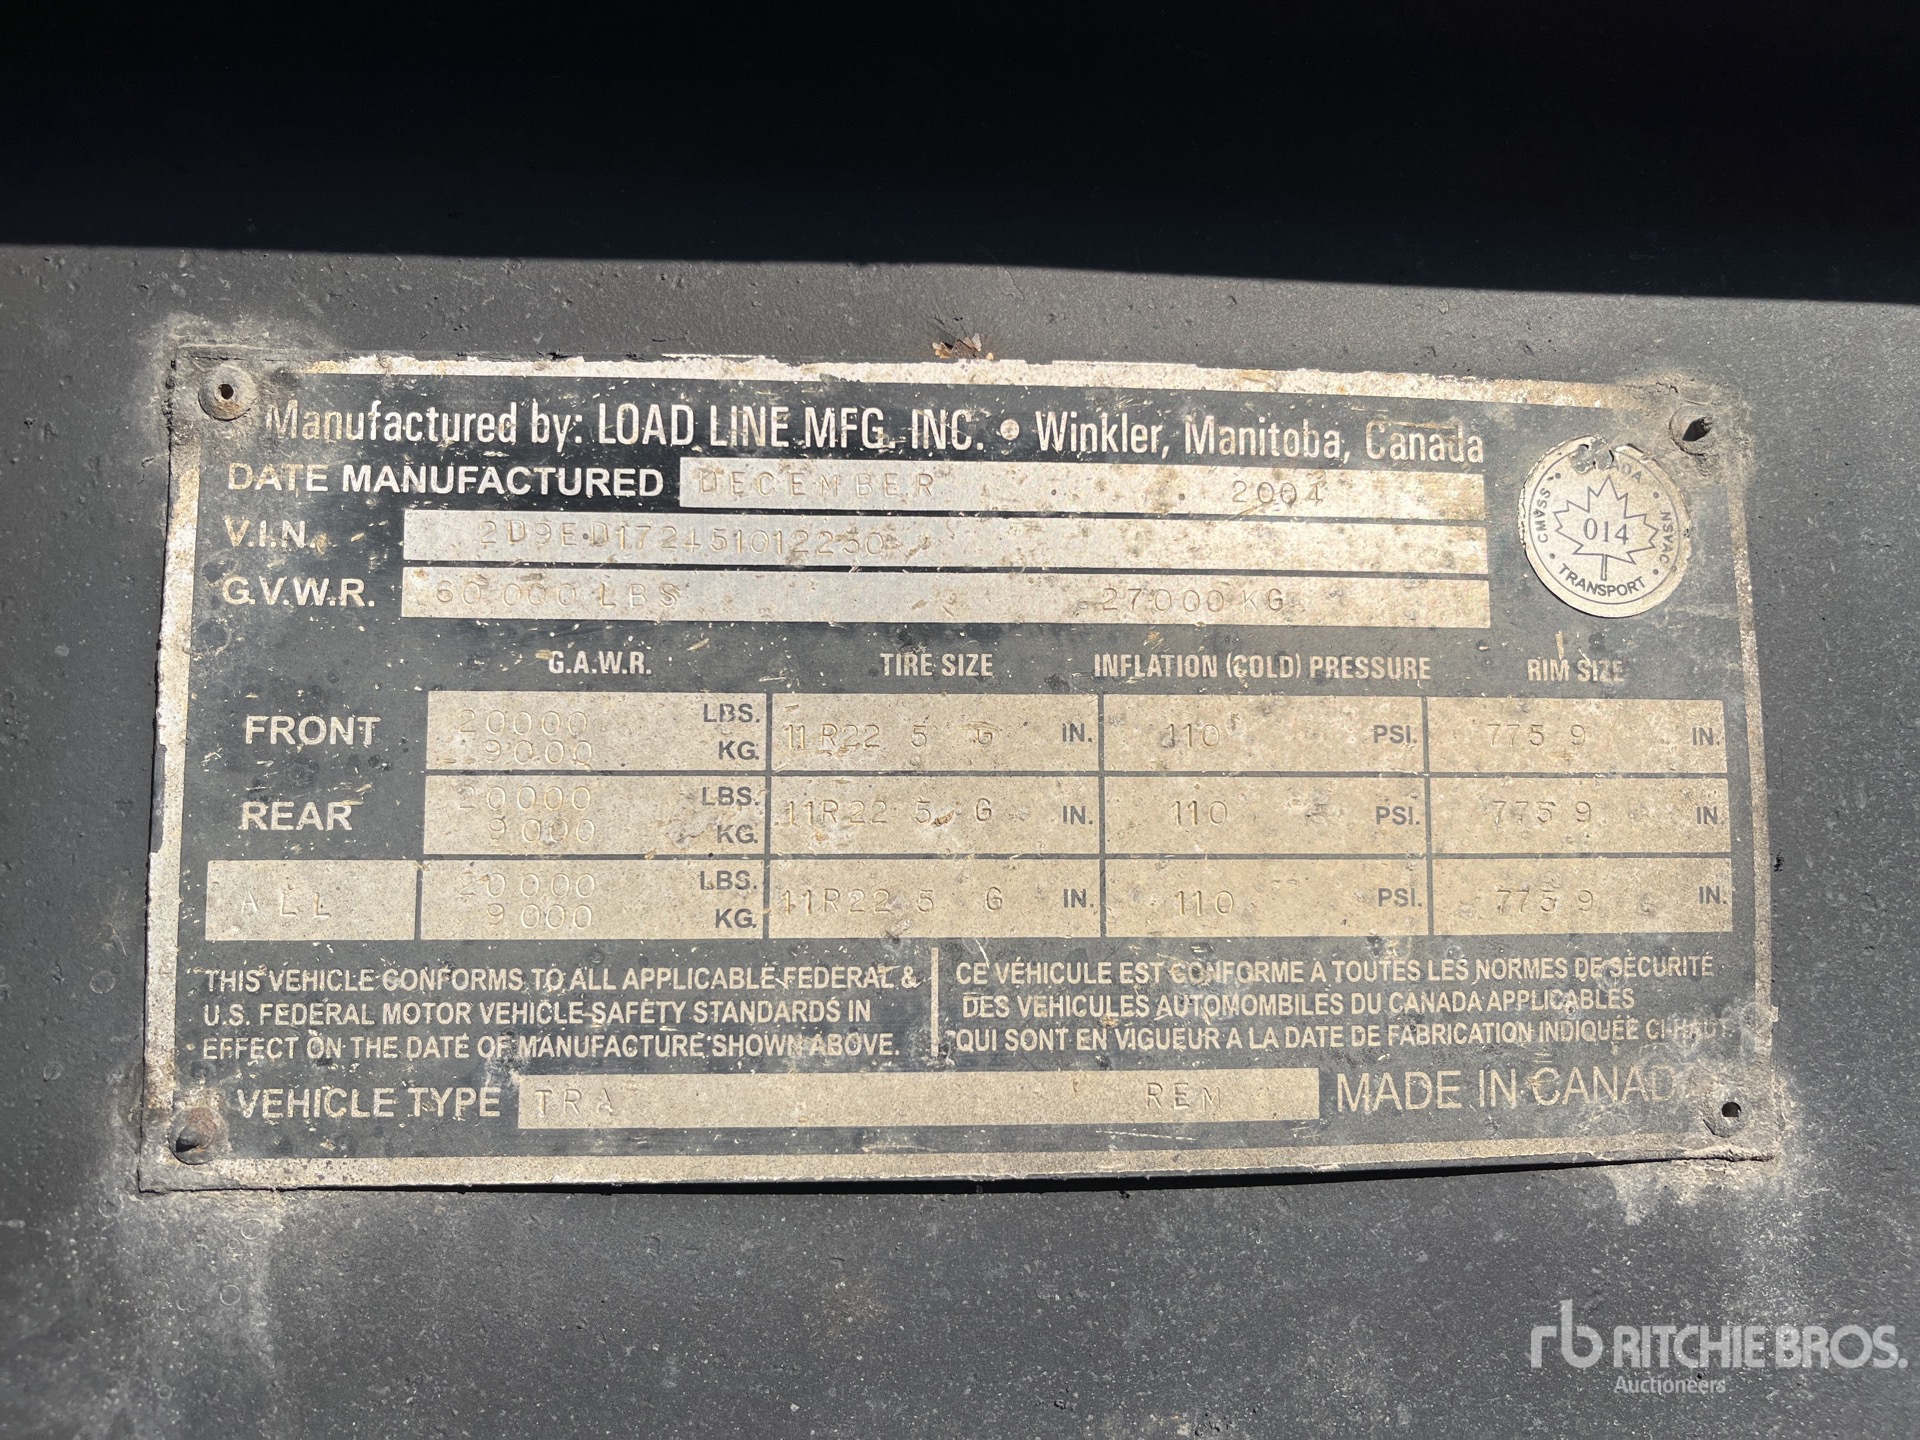 Manufactured by: LOAD LINE MFG. INC. • Winkler, Manitoba, Canada
DATE MANUFACTURED DECEMBER 2004
V.I.N. 2D9ED172451012250
G.V.W.R. 60 000 LBS 27000 KG
CANADA
CMVSS • NSVAC
014
TRANSPORT
G.A.W.R. TIRE SIZE INFLATION (COLD) PRESSURE RIM SIZE
FRONT 20000 LBS. 9000 KG. 11R22 5 G IN. 110 PSI. 775 9 IN.
REAR 20000 LBS. 9000 KG. 11R22 5 G IN. 110 PSI. 775 9 IN.
ALL 20000 LBS. 9000 KG. 11R22 5 G IN. 110 PSI. 775 9 IN.
THIS VEHICLE CONFORMS TO ALL APPLICABLE FEDERAL &
U.S. FEDERAL MOTOR VEHICLE SAFETY STANDARDS IN
EFFECT ON THE DATE OF MANUFACTURE SHOWN ABOVE.
CE VÉHICULE EST CONFORME A TOUTES LES NORMES DE SÉCURITÉ
DES VEHICULES AUTOMOMBILES DU CANADA APPLICABLES
QUI SONT EN VIGUEUR A LA DATE DE FABRICATION INDIQUÉE CI-HAUT
VEHICLE TYPE TRA REM MADE IN CANADA
rb RITCHIE BROS.
Auctioneers